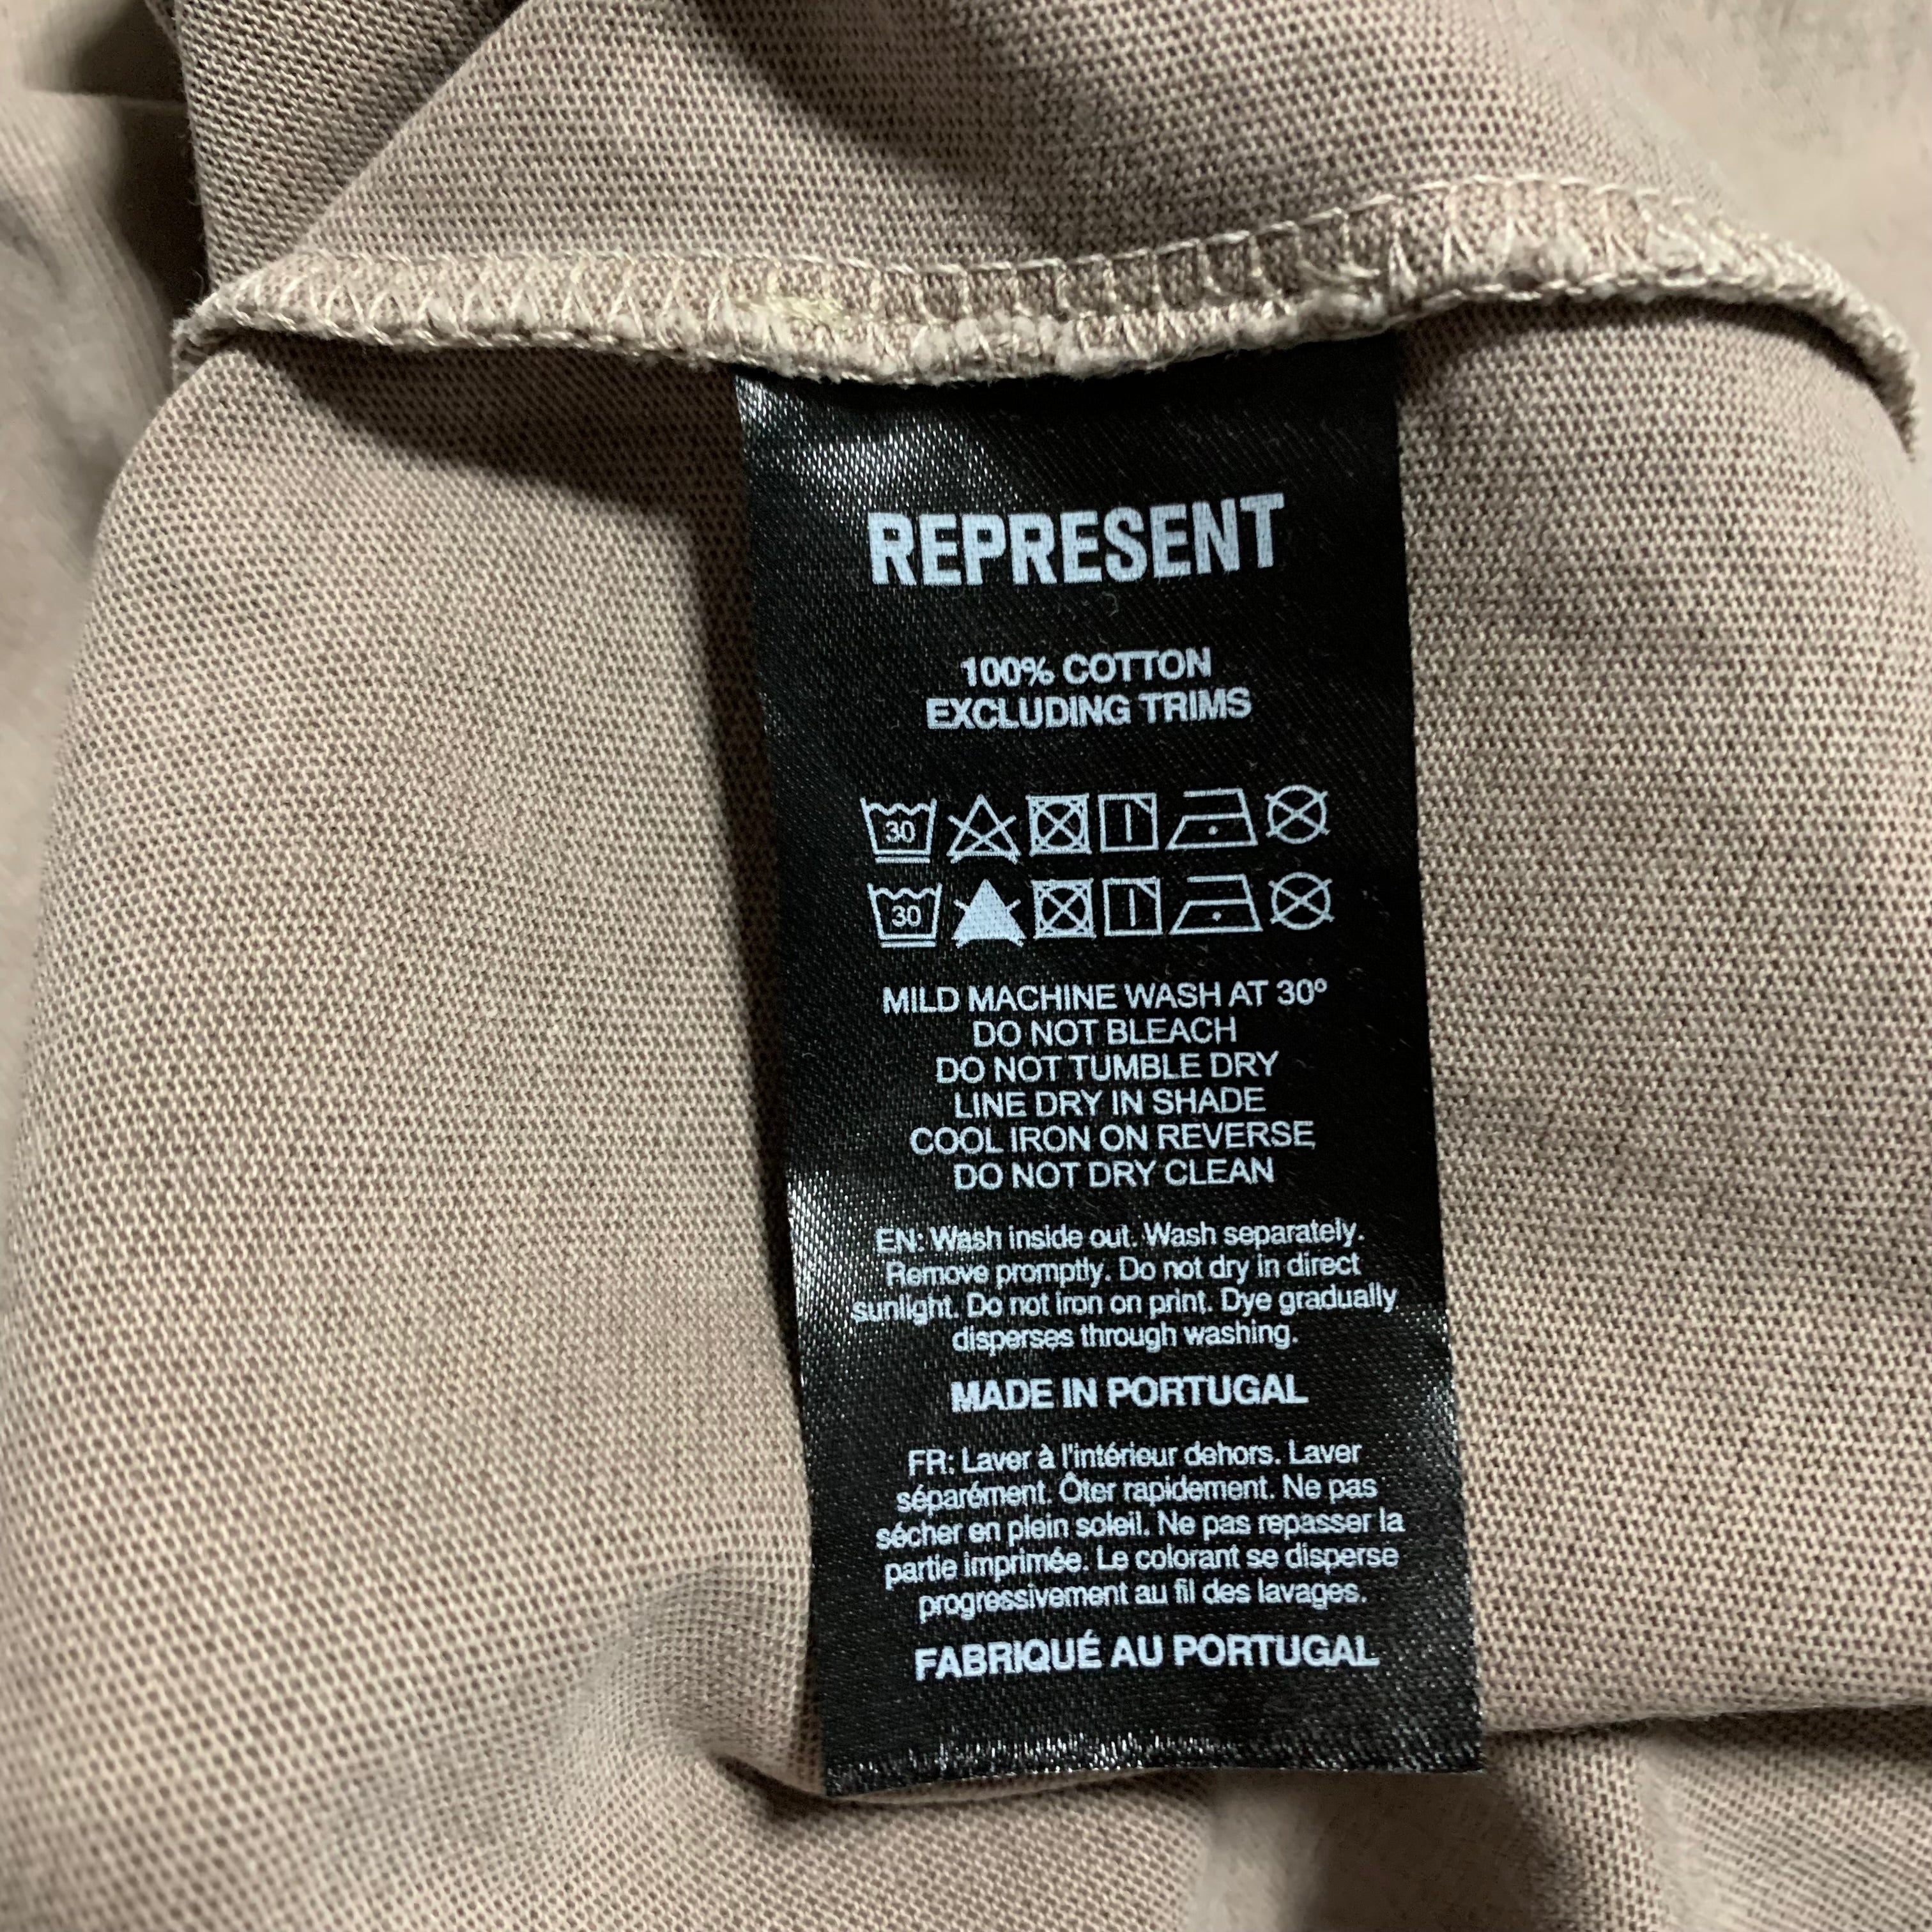 REPRESENT
100% COTTON
EXCLUDING TRIMS
30
30
MILD MACHINE WASH AT 30º
DO NOT BLEACH
DO NOT TUMBLE DRY
LINE DRY IN SHADE
COOL IRON ON REVERSE
DO NOT DRY CLEAN
EN: Wash inside out. Wash separately.
Remove promptly. Do not dry in direct
sunlight. Do not iron on print. Dye gradually
disperses through washing.
MADE IN PORTUGAL
FR: Laver à l'intérieur dehors. Laver
séparément. Ôter rapidement. Ne pas
sécher en plein soleil. Ne pas repasser la
partie imprimée. Le colorant se disperse
progressivement au fil des lavages.
FABRIQUÉ AU PORTUGAL